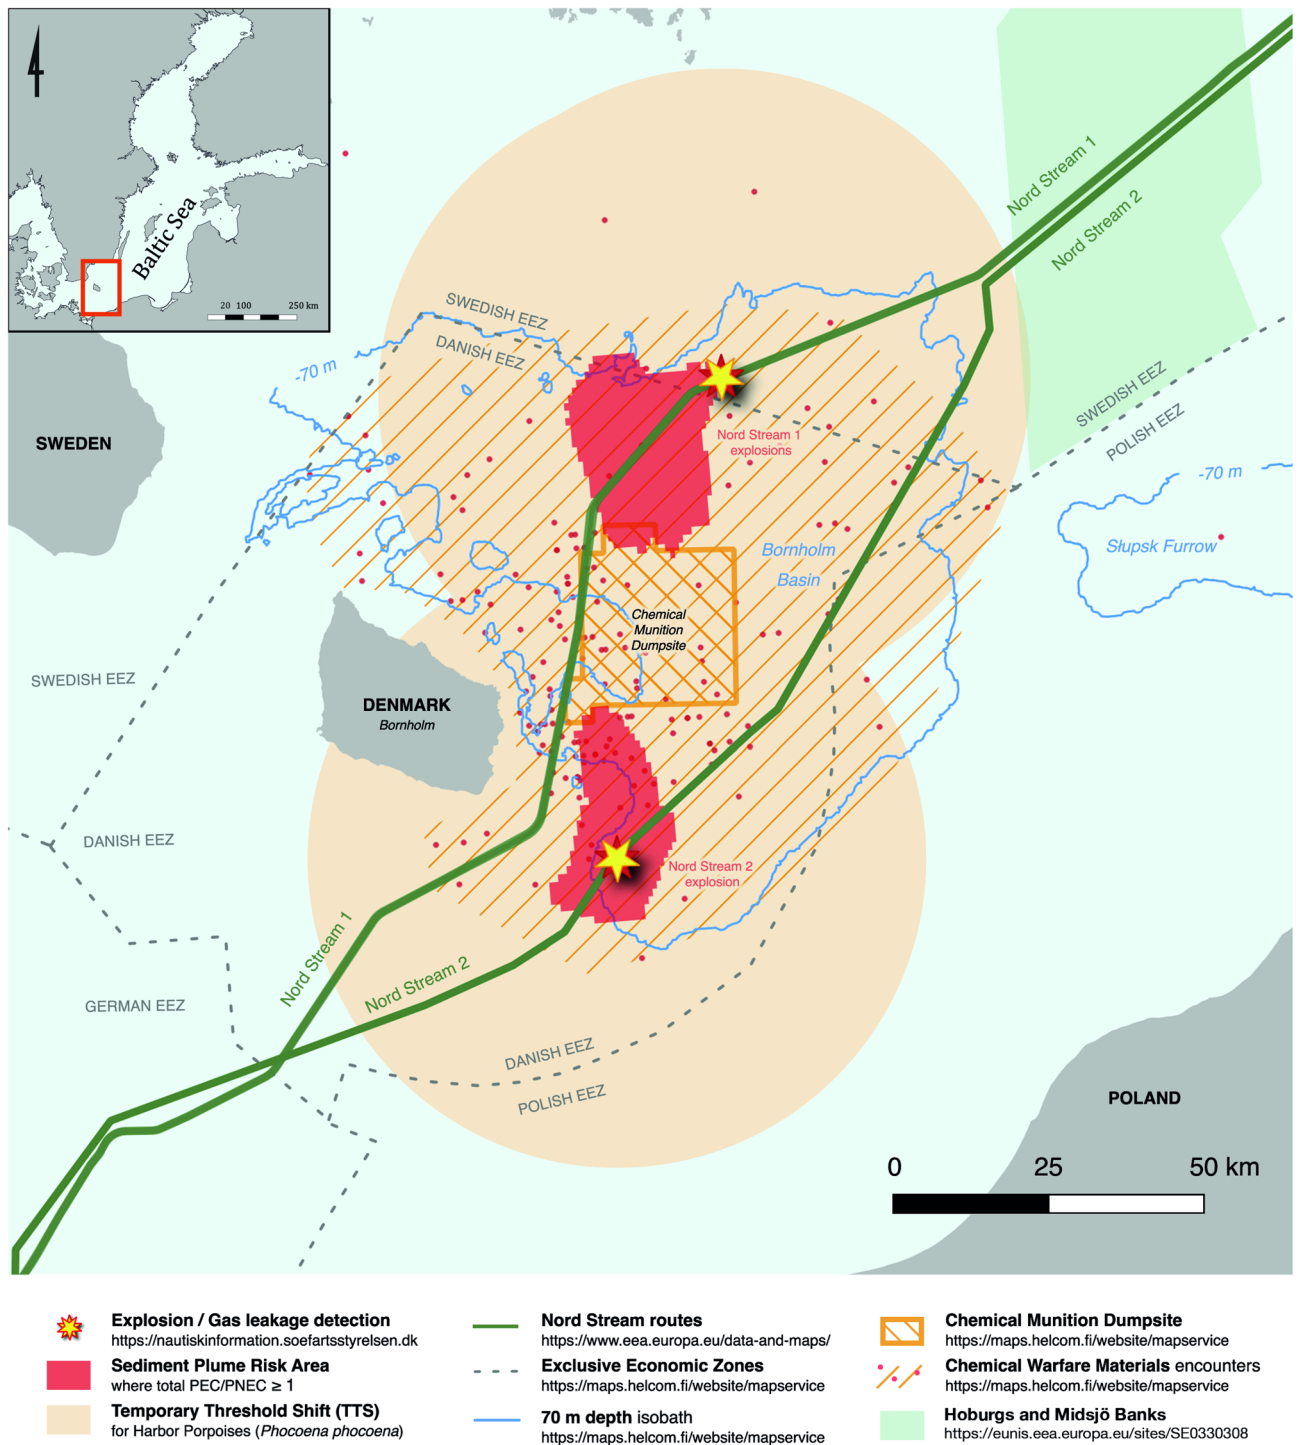 Baltic Sea
20 100 250 km
Nord Stream 1
Nord Stream 2
SWEDISH EEZ
DANISH EEZ
-70 m
SWEDISH EEZ
POLISH EEZ
SWEDEN
Nord Stream 1
explosions
-70 m
Bornholm
Basin
Słupsk Furrow
Chemical
Munition
Dumpsite
SWEDISH EEZ
DENMARK
Bornholm
DANISH EEZ
Nord Stream 2
explosion
Nord Stream 1
Nord Stream 2
GERMAN EEZ
DANISH EEZ
POLISH EEZ
POLAND
0 25 50 km
Explosion / Gas leakage detection
https://nautiskinformation.soefartsstyrelsen.dk
Sediment Plume Risk Area
where total PEC/PNEC ≥ 1
Temporary Threshold Shift (TTS)
for Harbor Porpoises (Phocoena phocoena)
Nord Stream routes
https://www.eea.europa.eu/data-and-maps/
Exclusive Economic Zones
https://maps.helcom.fi/website/mapservice
70 m depth isobath
https://maps.helcom.fi/website/mapservice
Chemical Munition Dumpsite
https://maps.helcom.fi/website/mapservice
Chemical Warfare Materials encounters
https://maps.helcom.fi/website/mapservice
Hoburgs and Midsjö Banks
https://eunis.eea.europa.eu/sites/SE0330308